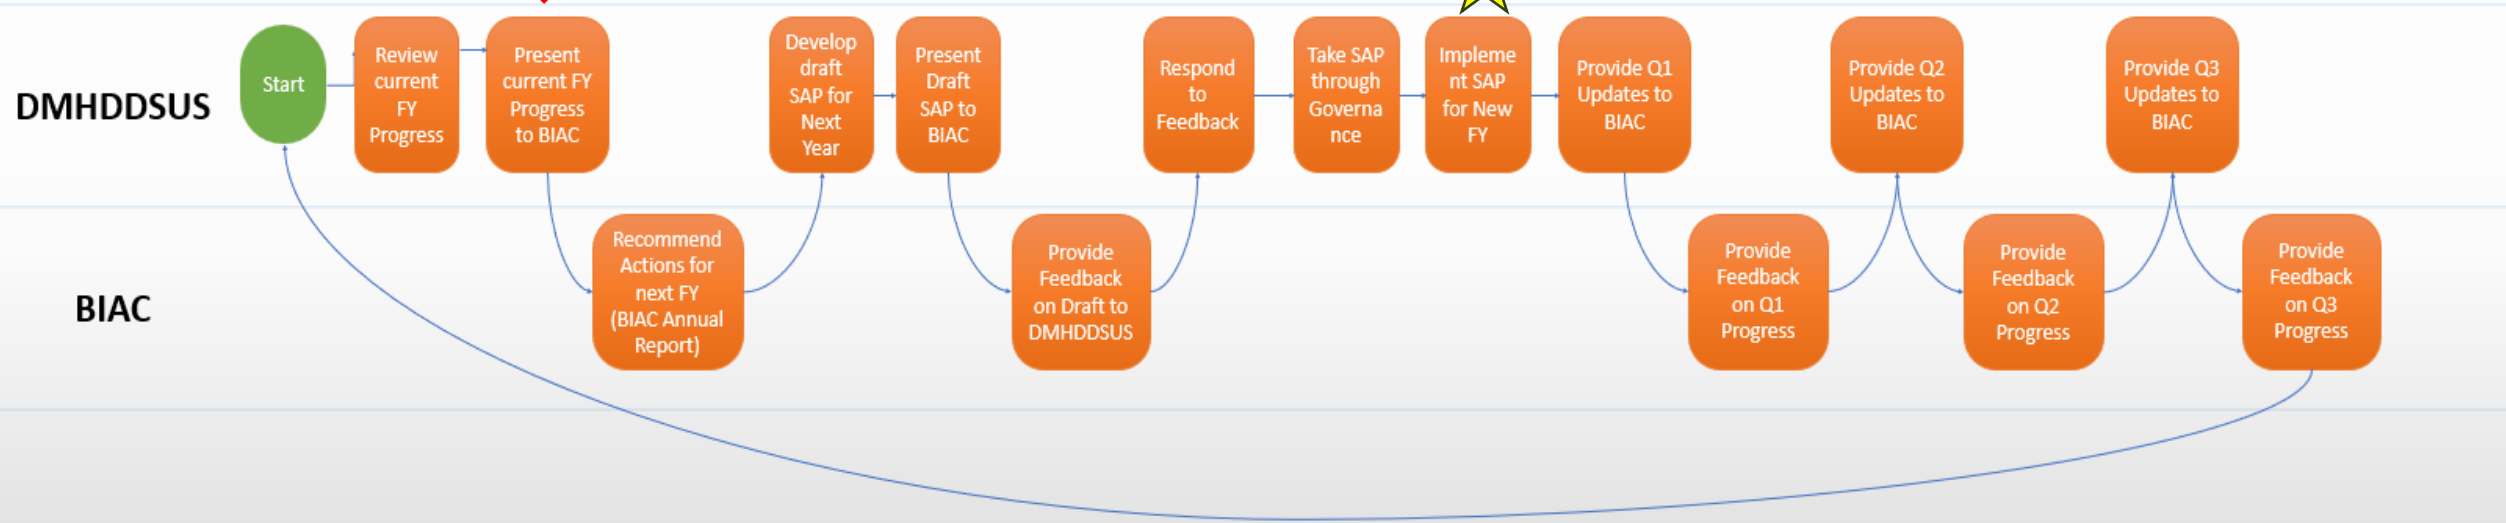 DMHDDSUS
Start
Review
current
FY
Progress
Present
current FY
Progress
to BIAC
Develop
draft
SAP for
Next
Year
Present
Draft
SAP to
BIAC
Respond
to
Feedback
Take SAP
through
Governa
nce
Impleme
nt SAP
for New
FY
Provide Q1
Updates to
BIAC
Provide Q2
Updates to
BIAC
Provide Q3
Updates to
BIAC
BIAC
Recommend
Actions for
next FY
(BIAC Annual
Report)
Provide
Feedback
on Draft to
DMHDDSUS
Provide
Feedback
on Q1
Progress
Provide
Feedback
on Q2
Progress
Provide
Feedback
on Q3
Progress